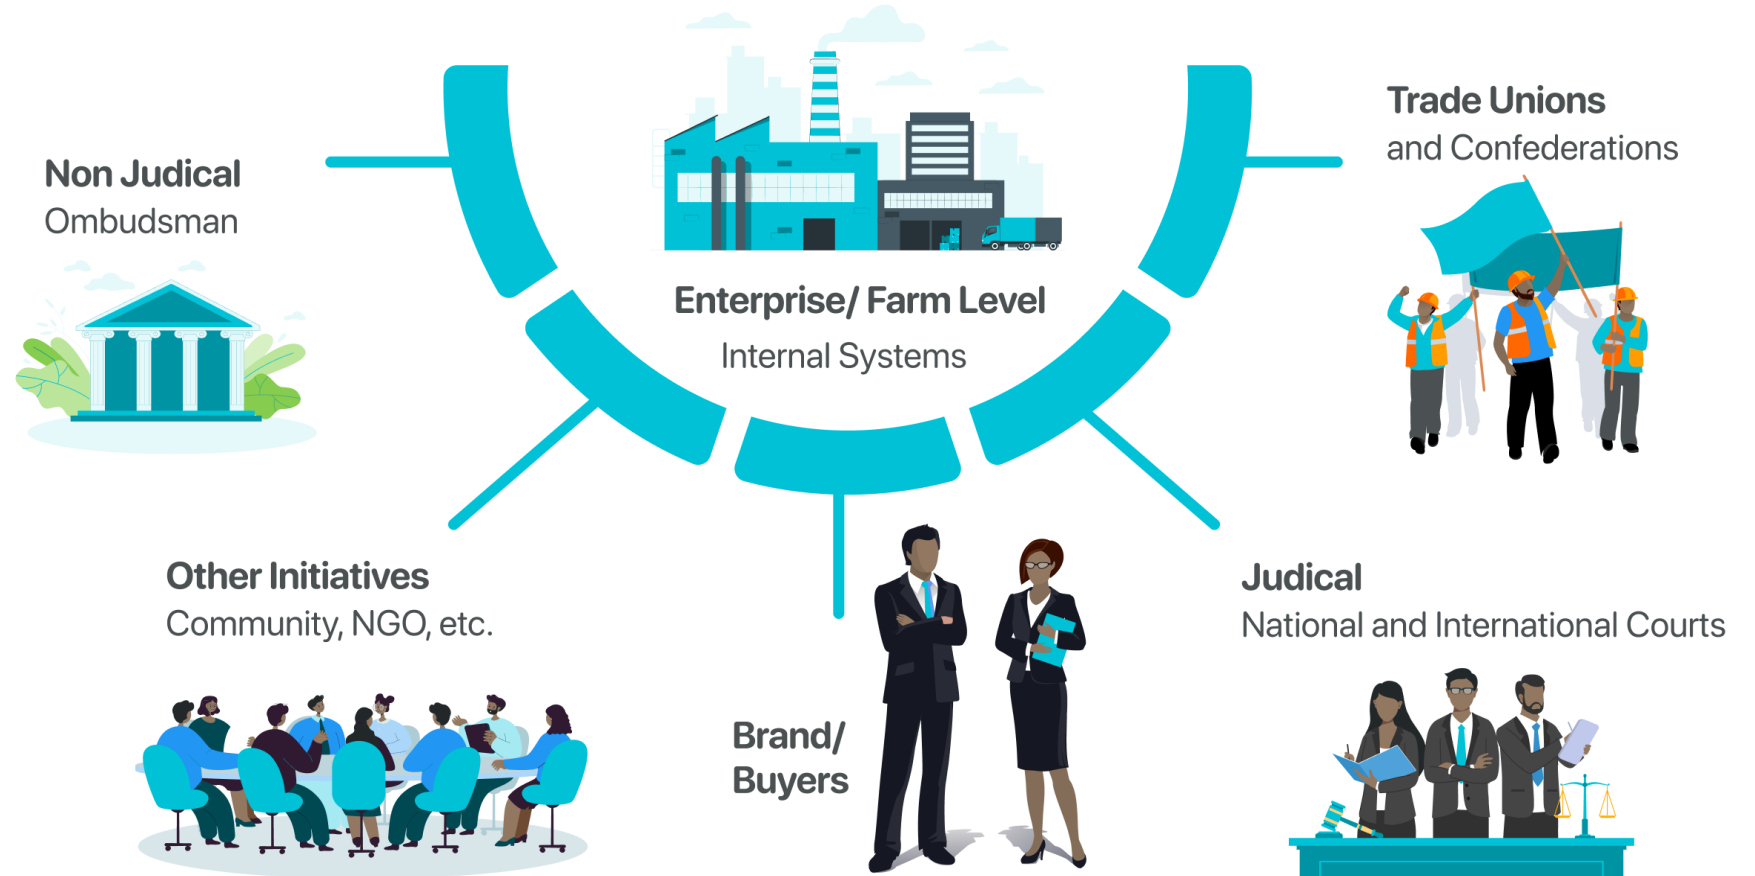 Non Judical
Ombudsman
Enterprise/ Farm Level
Internal Systems
Trade Unions
and Confederations
Other Initiatives
Community, NGO, etc.
Brand/
Buyers
Judical
National and International Courts